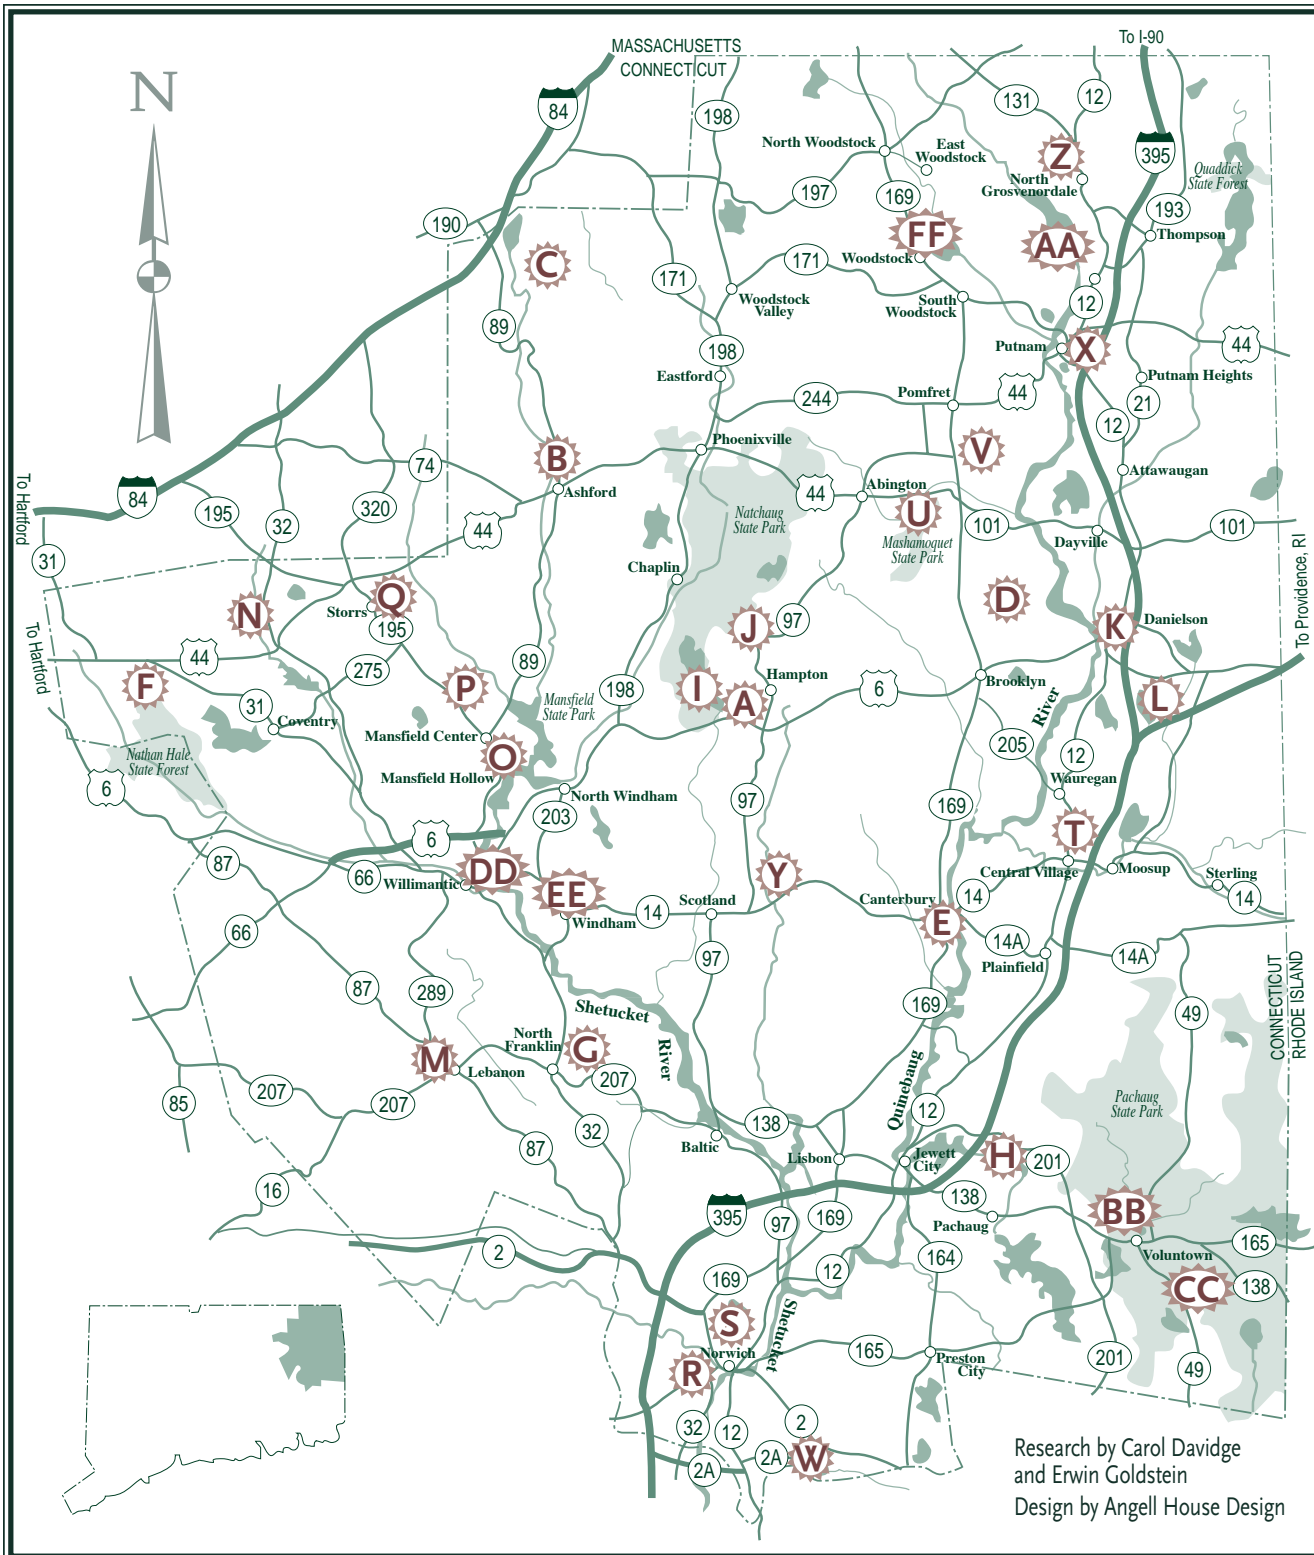 To I-90
MASSACHUSETTS
CONNECTICUT
N
84
198
131
12
395
North Woodstock
East
Woodstock
Z
North
Grosvenordale
Quaddick
State Forest
197
169
193
190
FF
AA
Thompson
C
Woodstock
171
171
Woodstock
Valley
South
Woodstock
12
89
198
Putnam
X
44
Eastford
Pomfret
44
Putnam Heights
244
21
12
Phoenixville
V
B
74
Attawaugan
To Hartford
84
Ashford
44
Abington
195
32
320
44
Natchaug
State Park
U
101
101
Mashamoquet
State Park
Dayville
31
Chaplin
To Providence, RI
Q
D
N
Storrs
195
J
97
K
Danielson
To Hartford
44
275
89
F
P
198
I
A
Hampton
6
Brooklyn
L
31
Mansfield
State Park
River
Coventry
Mansfield Center
205
12
Nathan Hale
State Forest
O
Mansfield Hollow
Wauregan
6
North Windham
97
169
203
6
T
87
66
DD
Willimantic
Y
Central Village
Moosup
Sterling
EE
14
Windham
14
Scotland
Canterbury
14
E
66
97
14A
14A
Plainfield
CONNECTICUT
RHODE ISLAND
87
289
Shetucket
River
169
49
North
Franklin
G
M
Lebanon
207
Quinebaug
85
207
207
Pachaug
State Park
138
12
32
Baltic
87
Lisbon
Jewett
City
H
201
16
395
97
169
138
Pachaug
BB
2
164
Voluntown
165
169
12
CC
138
S
Shetucket
Norwich
165
Preston
City
R
201
49
32
12
2
2A
2A
W
Research by Carol Davidge
and Erwin Goldstein
Design by Angell House Design